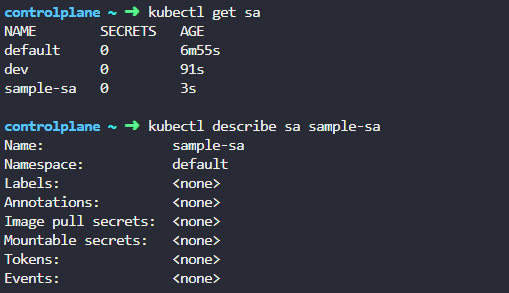 controlplane ~ ➜ kubectl get sa
NAME        SECRETS   AGE
default     0         6m55s
dev         0         91s
sample-sa   0         3s
controlplane ~ ➜ kubectl describe sa sample-sa
Name:                sample-sa
Namespace:           default
Labels:              <none>
Annotations:         <none>
Image pull secrets:  <none>
Mountable secrets:   <none>
Tokens:              <none>
Events:              <none>